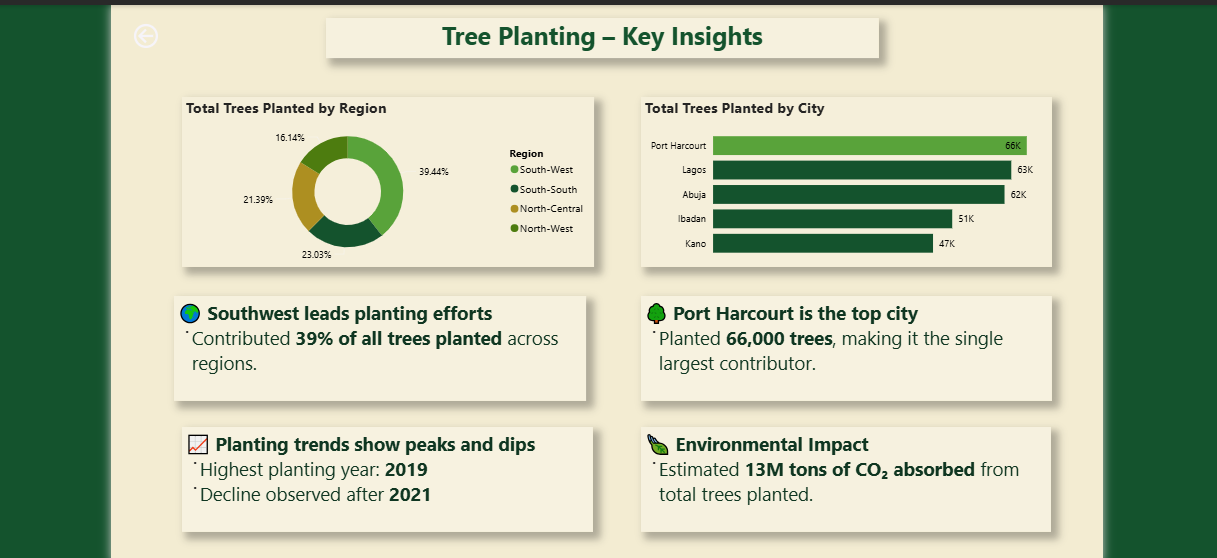 Tree Planting – Key Insights
Total Trees Planted by Region
16.14%
39.44%
21.39%
23.03%
Region
South-West
South-South
North-Central
North-West
Total Trees Planted by City
Port Harcourt 66K
Lagos 63K
Abuja 62K
Ibadan 51K
Kano 47K
Southwest leads planting efforts
Contributed 39% of all trees planted across
regions.
Port Harcourt is the top city
Planted 66,000 trees, making it the single
largest contributor.
Planting trends show peaks and dips
Highest planting year: 2019
Decline observed after 2021
Environmental Impact
Estimated 13M tons of CO₂ absorbed from
total trees planted.